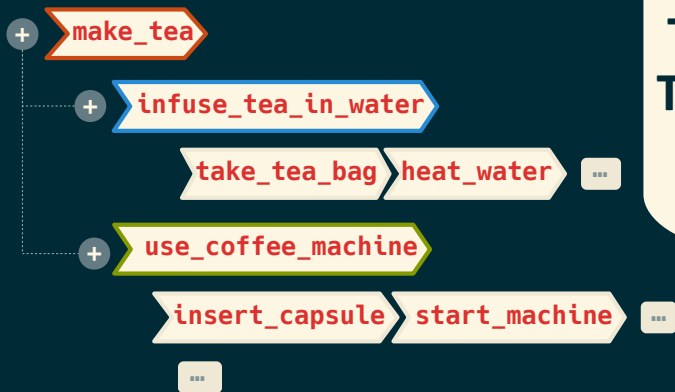 make_tea
infuse_tea_in_water
take_tea_bag heat_water ...
use_coffee_machine
insert_capsule start_machine ...
...